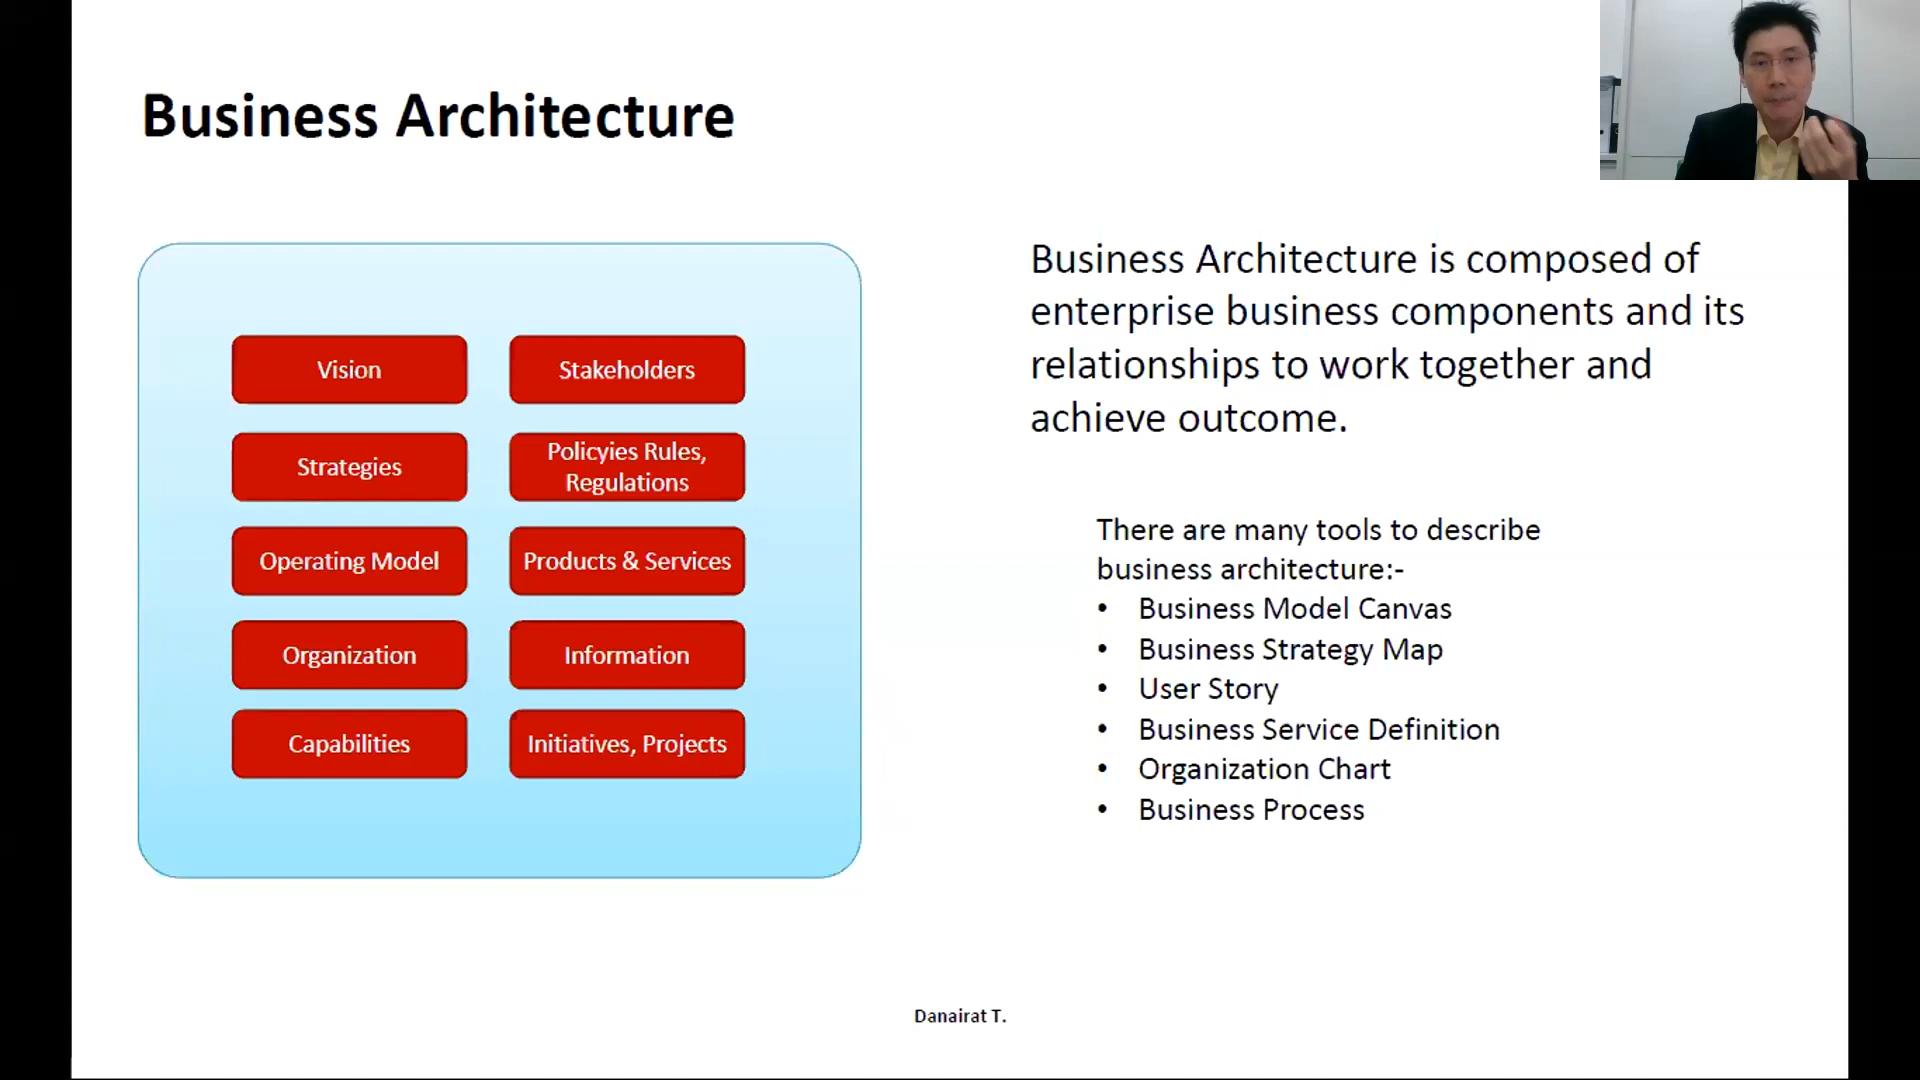 Business Architecture
Vision
Stakeholders
Strategies
Policyies Rules,
Regulations
Operating Model
Products & Services
Organization
Information
Capabilities
Initiatives, Projects
Business Architecture is composed of
enterprise business components and its
relationships to work together and
achieve outcome.
There are many tools to describe
business architecture:-
• Business Model Canvas
• Business Strategy Map
• User Story
• Business Service Definition
• Organization Chart
• Business Process
Danairat T.